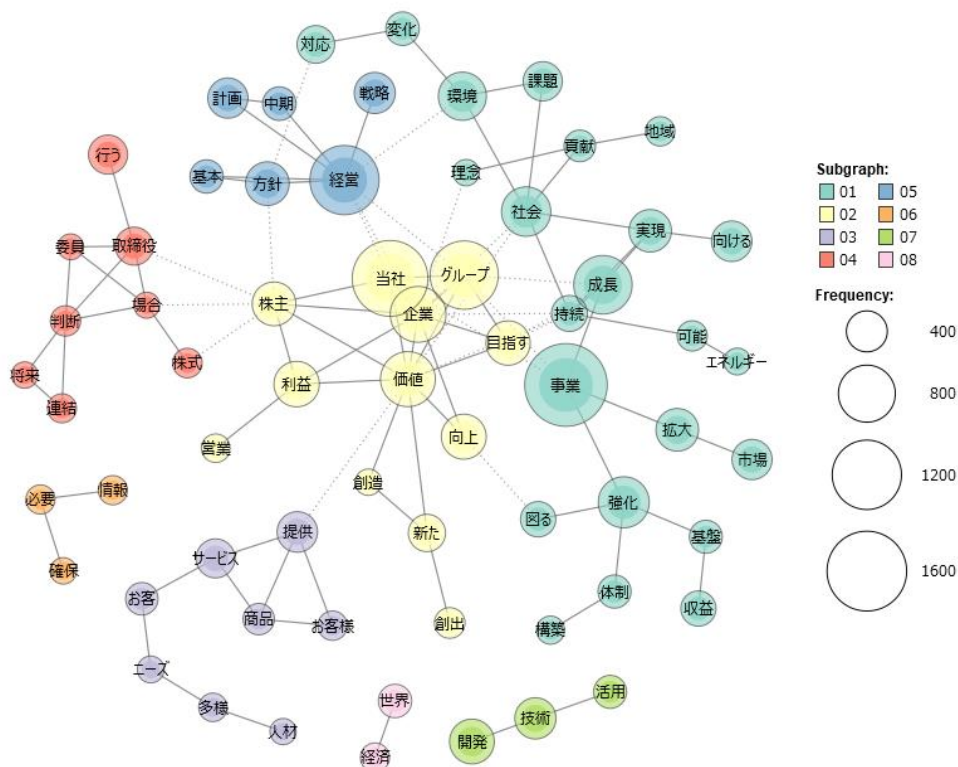 対応
変化
環境
課題
計画
中期
戦略
貢献
地域
理念
基本
方針
経営
社会
行う
委員
取締役
実現
向ける
当社
グループ
成長
株主
企業
持続
場合
判断
目指す
可能
エネルギー
株式
将来
連結
利益
価値
事業
営業
向上
拡大
市場
創造
必要
情報
提供
新た
図る
強化
基盤
確保
サービス
お客
商品
お客様
創出
体制
収益
構築
ニーズ
多様
人材
世界
経済
開発
技術
活用
Subgraph:
01
05
02
06
03
07
04
08
Frequency:
400
800
1200
1600